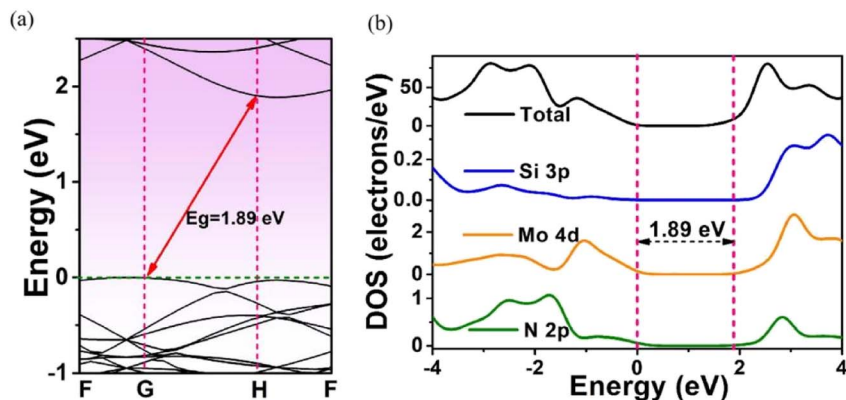 (a)
Energy (eV)
2
1
0
-1
Eg=1.89 eV
F G H F
(b)
DOS (electrons/eV)
50
0
Total
0.2
0.0
Si 3p
2
0
Mo 4d
1.89 eV
1
0
N 2p
-4 -2 0 2 4
Energy (eV)